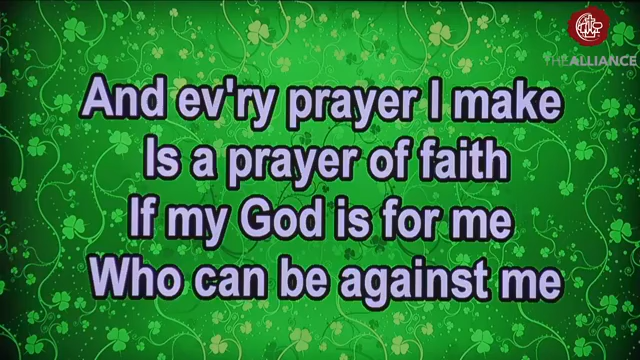 THE ALLIANCE
And ev'ry prayer I make
Is a prayer of faith
If my God is for me
Who can be against me